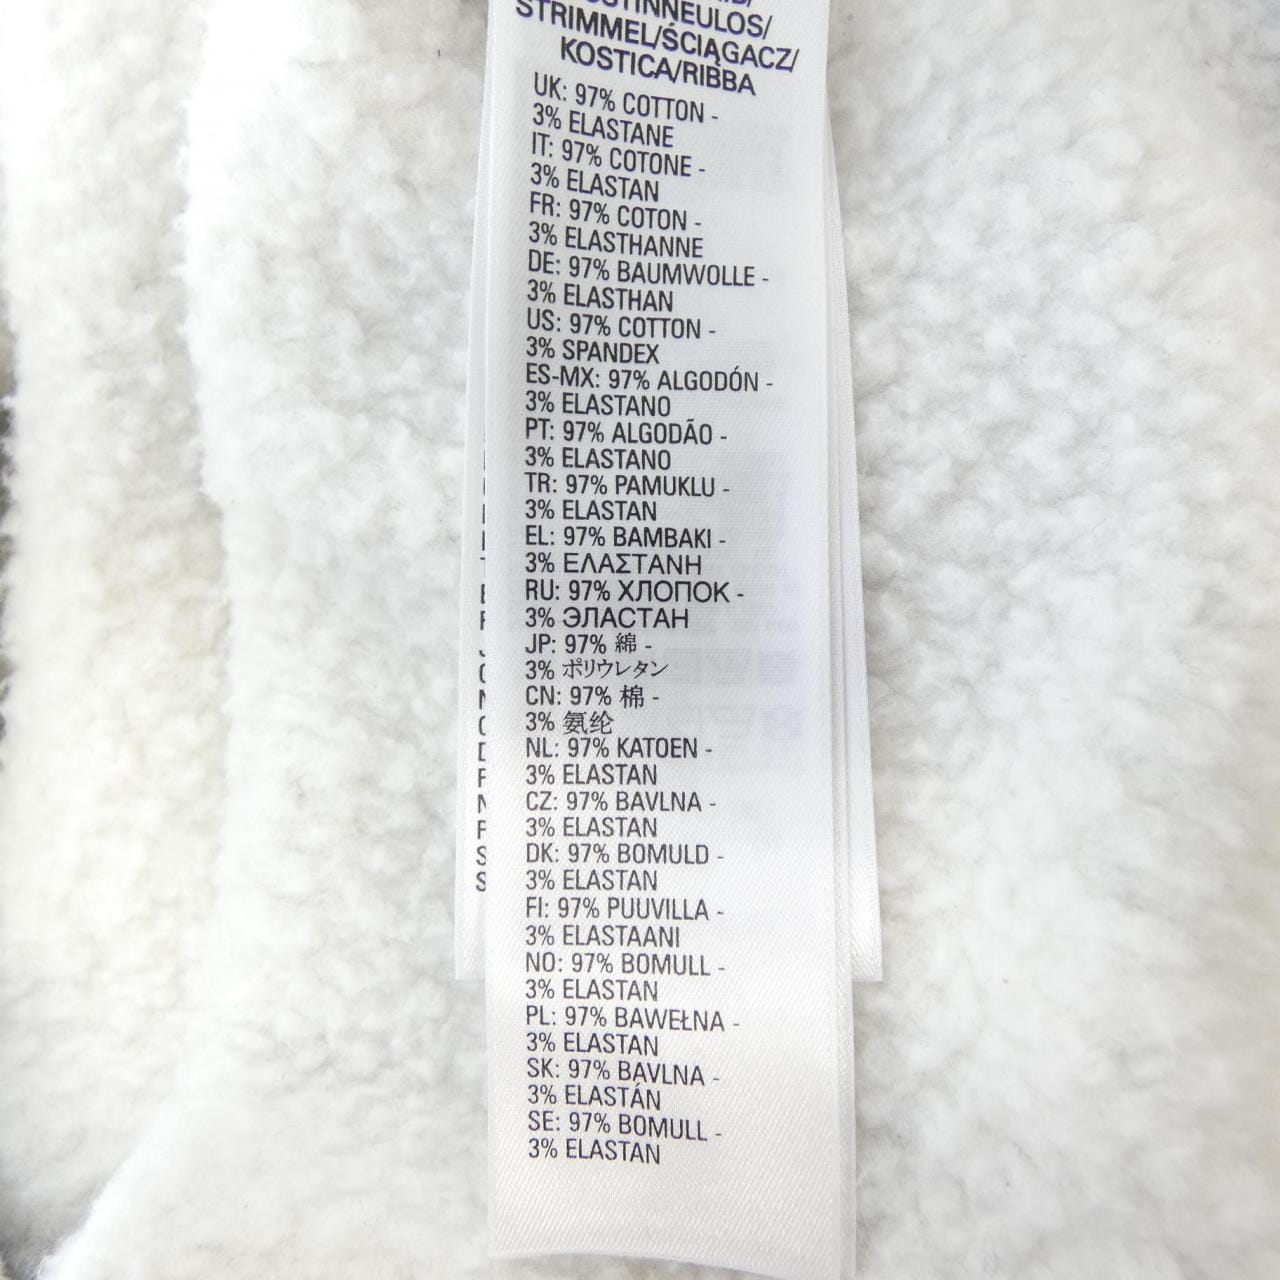 STRIMMEL/ŚCIĄGACZ/
KOSTICA/RIBBA
UK: 97% COTTON -
3% ELASTANE
IT: 97% COTONE -
3% ELASTAN
FR: 97% COTON -
3% ELASTHANNE
DE: 97% BAUMWOLLE -
3% ELASTHAN
US: 97% COTTON -
3% SPANDEX
ES-MX: 97% ALGODÓN -
3% ELASTANO
PT: 97% ALGODÃO -
3% ELASTANO
TR: 97% PAMUKLU -
3% ELASTAN
EL: 97% ΒΑΜΒΑΚΙ -
3% ΕΛΑΣΤΑΝΗ
RU: 97% ХЛОПОК -
3% ЭЛАСТАН
JP: 97% 綿 -
3% ポリウレタン
CN: 97% 棉 -
3% 氨纶
NL: 97% KATOEN -
3% ELASTAN
CZ: 97% BAVLNA -
3% ELASTAN
DK: 97% BOMULD -
3% ELASTAN
FI: 97% PUUVILLA -
3% ELASTAANI
NO: 97% BOMULL -
3% ELASTAN
PL: 97% BAWEŁNA -
3% ELASTAN
SK: 97% BAVLNA -
3% ELASTÁN
SE: 97% BOMULL -
3% ELASTAN